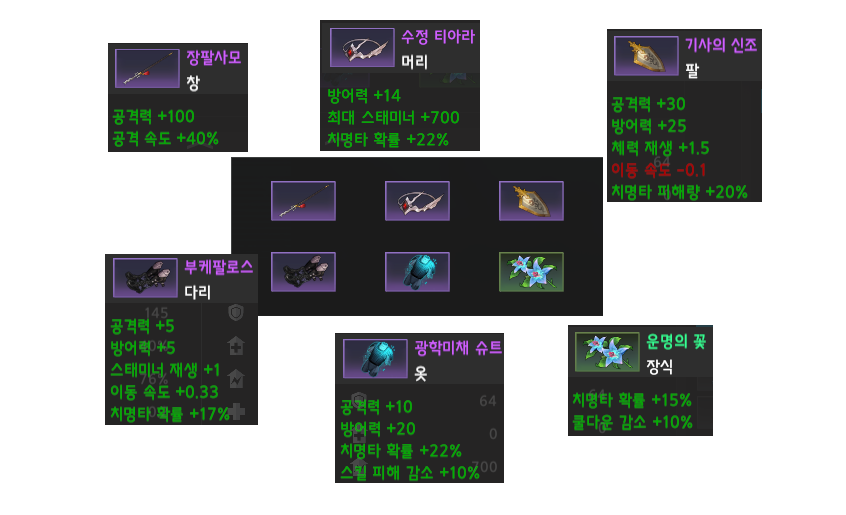 장팔사모
창
공격력 +100
공격 속도 +40%
수정 티아라
머리
방어력 +14
최대 스태미너 +700
치명타 확률 +22%
기사의 신조
팔
공격력 +30
방어력 +25
체력 재생 +1.5
64
이동 속도 -0.1
치명타 피해량 +20%
부케팔로스
다리
145
공격력 +5
방어력 +5
스태미너 재생 +1
76%
이동 속도 +0.33
치명타 확률 +17%
광학미채 슈트
옷
공격력 +10
64
방어력 +20
0
치명타 확률 +22%
스킬 피해 감소 +10%
700
운명의 꽃
장식
치명타 확률 +15%
쿨다운 감소 +10%